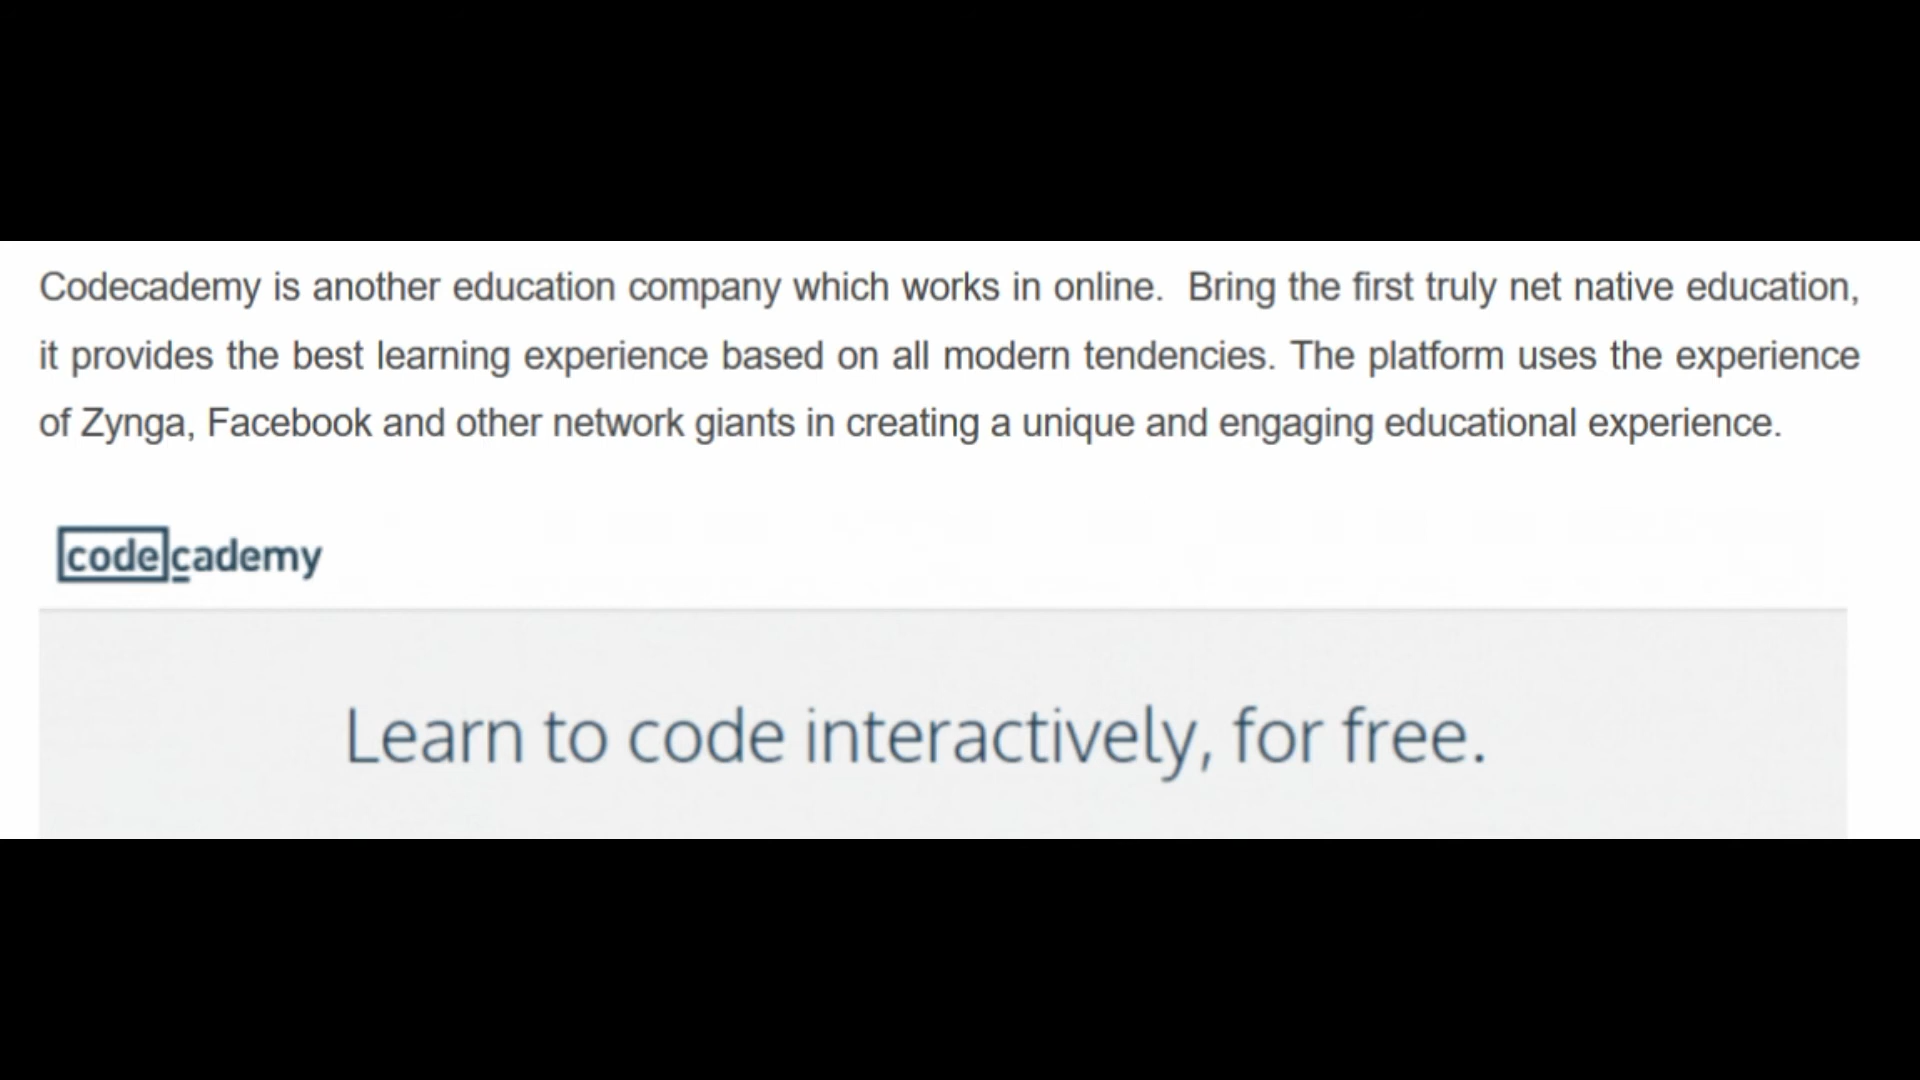 Codecademy is another education company which works in online. Bring the first truly net native education,
it provides the best learning experience based on all modern tendencies. The platform uses the experience
of Zynga, Facebook and other network giants in creating a unique and engaging educational experience.
codecademy
Learn to code interactively, for free.